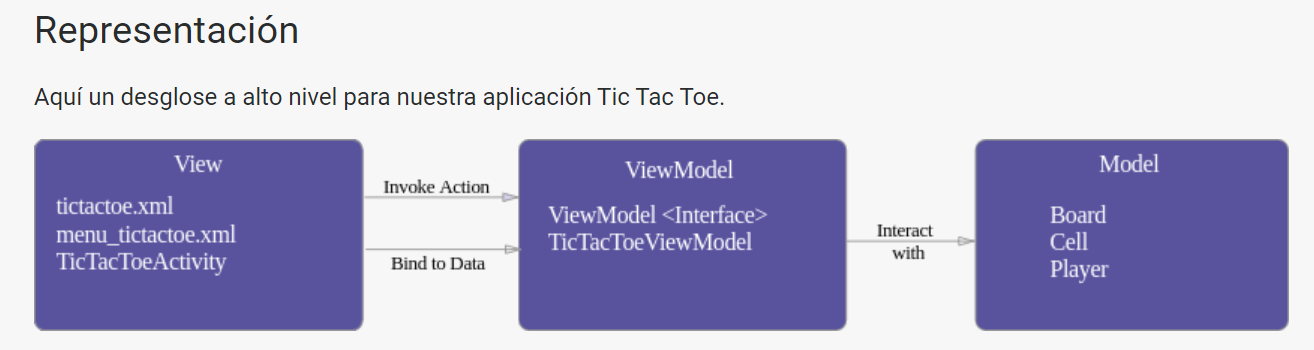 Representación
Aquí un desglose a alto nivel para nuestra aplicación Tic Tac Toe.
View
tictactoe.xml
menu_tictactoe.xml
TicTacToeActivity
Invoke Action
Bind to Data
ViewModel
ViewModel <Interface>
TicTacToeViewModel
Interact
with
Model
Board
Cell
Player